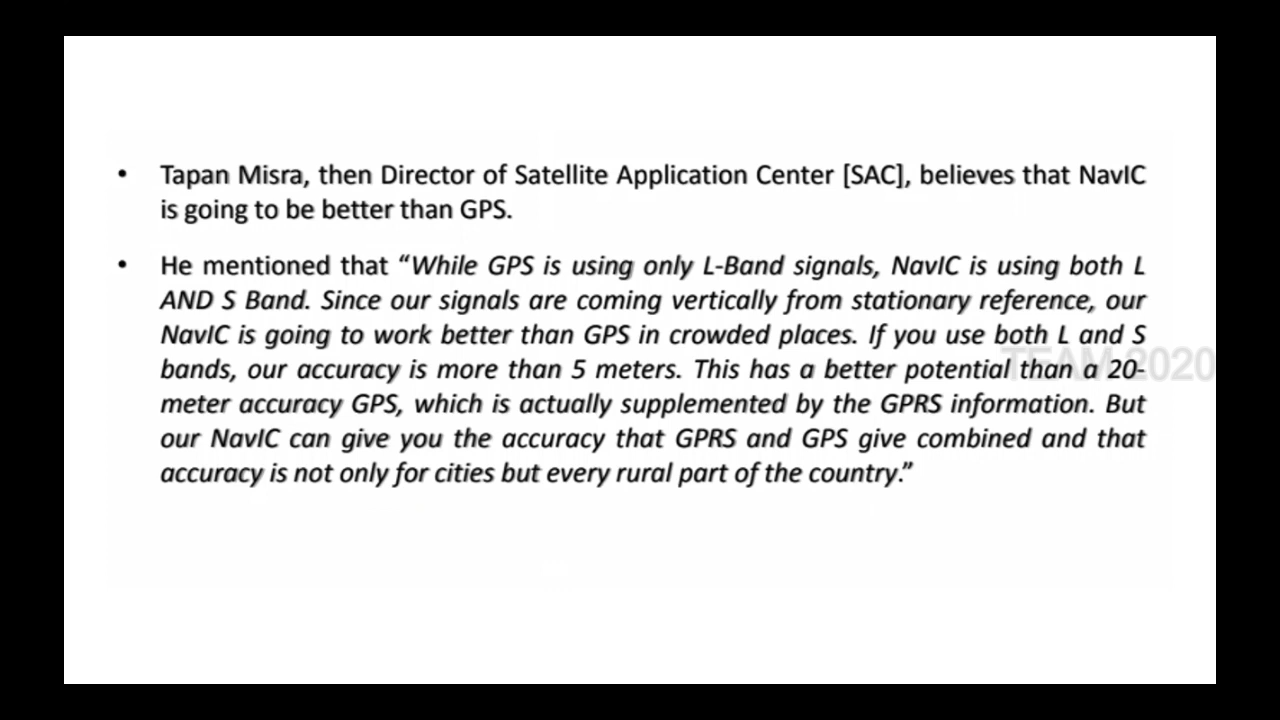 • Tapan Misra, then Director of Satellite Application Center [SAC], believes that NavIC
is going to be better than GPS.
• He mentioned that “While GPS is using only L-Band signals, NavIC is using both L
AND S Band. Since our signals are coming vertically from stationary reference, our
NavIC is going to work better than GPS in crowded places. If you use both L and S
bands, our accuracy is more than 5 meters. This has a better potential than a 20-
meter accuracy GPS, which is actually supplemented by the GPRS information. But
our NavIC can give you the accuracy that GPRS and GPS give combined and that
accuracy is not only for cities but every rural part of the country.”
TEAM 2020